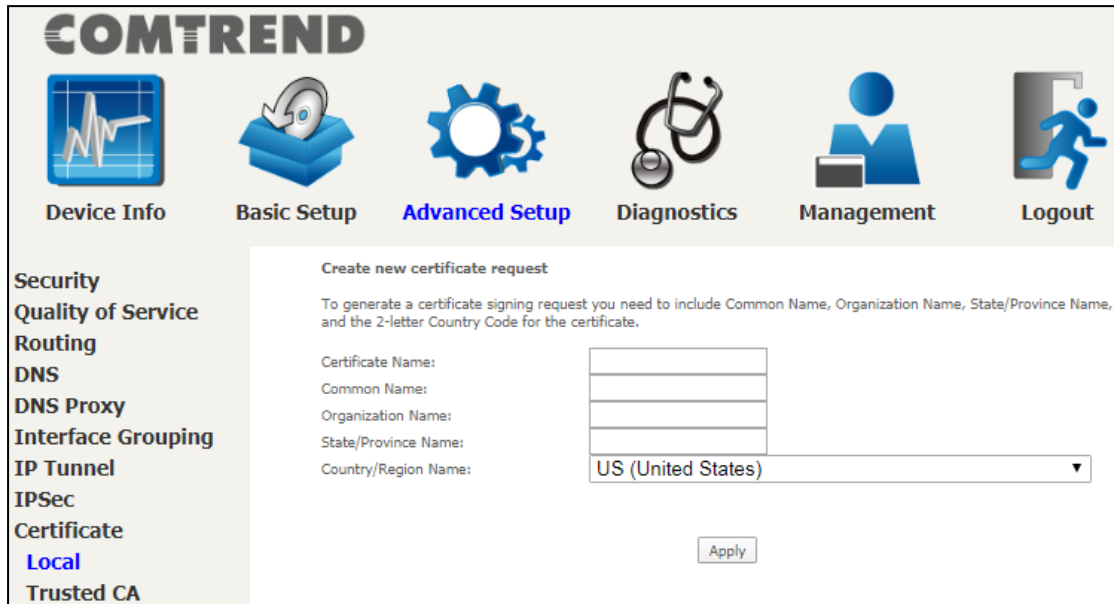 COMTREND
Device Info
Basic Setup
Advanced Setup
Diagnostics
Management
Logout
Security
Quality of Service
Routing
DNS
DNS Proxy
Interface Grouping
IP Tunnel
IPSec
Certificate
Local
Trusted CA
Create new certificate request
To generate a certificate signing request you need to include Common Name, Organization Name, State/Province Name,
and the 2-letter Country Code for the certificate.
Certificate Name:
Common Name:
Organization Name:
State/Province Name:
Country/Region Name: US (United States)
Apply